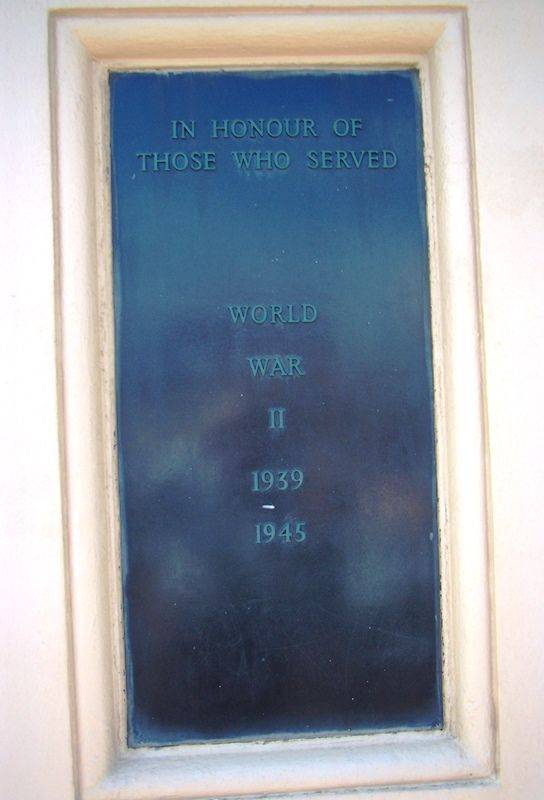 IN HONOUR OF
THOSE WHO SERVED
WORLD
WAR
II
1939
-
1945